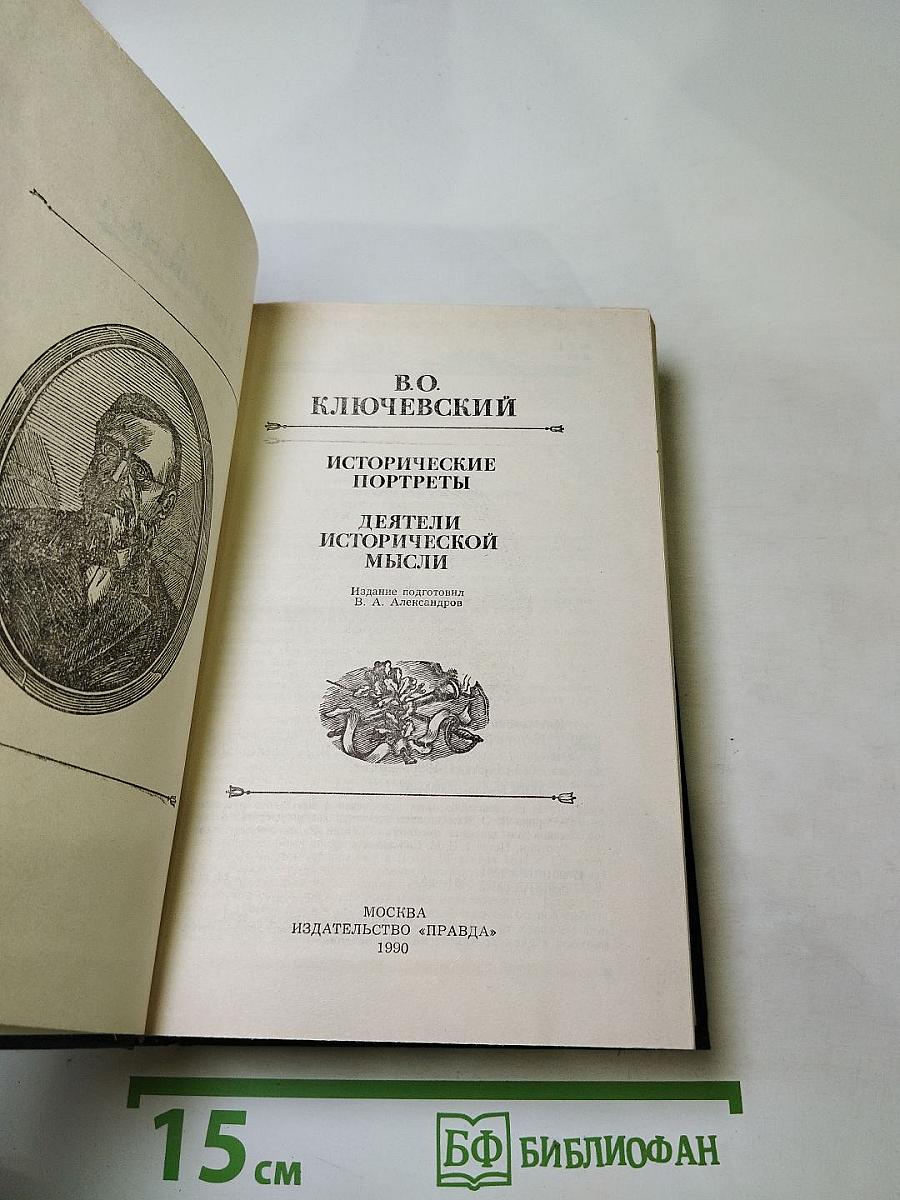 В.О.
КЛЮЧЕВСКИЙ
ИСТОРИЧЕСКИЕ
ПОРТРЕТЫ
ДЕЯТЕЛИ
ИСТОРИЧЕСКОЙ
МЫСЛИ
Издание подготовил
В. А. Александров
МОСКВА
ИЗДАТЕЛЬСТВО «ПРАВДА»
1990
15 см
БФ БИБЛИОФАН